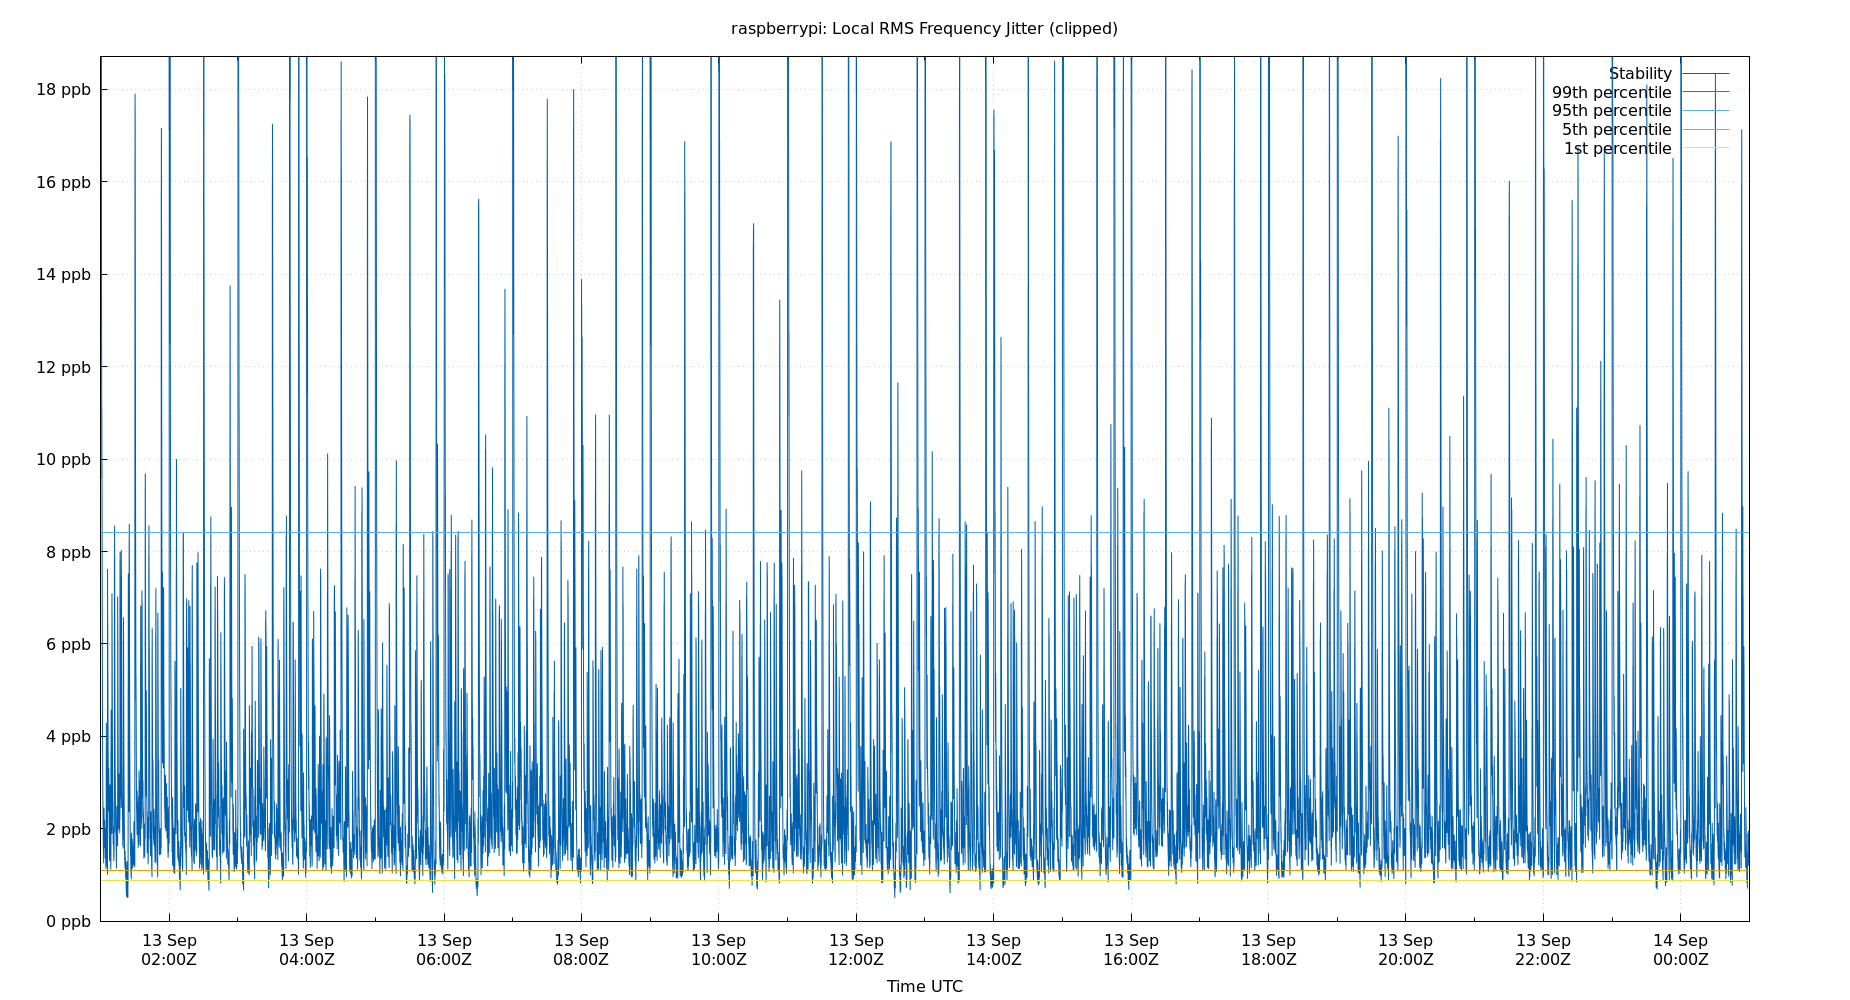 raspberrypi: Local RMS Frequency Jitter (clipped)
Stability
99th percentile
95th percentile
5th percentile
1st percentile
18 ppb
16 ppb
14 ppb
12 ppb
10 ppb
8 ppb
6 ppb
4 ppb
2 ppb
0 ppb
13 Sep 13 Sep 13 Sep 13 Sep 13 Sep 13 Sep 13 Sep 13 Sep 13 Sep 13 Sep 13 Sep 14 Sep
02:00Z 04:00Z 06:00Z 08:00Z 10:00Z 12:00Z 14:00Z 16:00Z 18:00Z 20:00Z 22:00Z 00:00Z
Time UTC